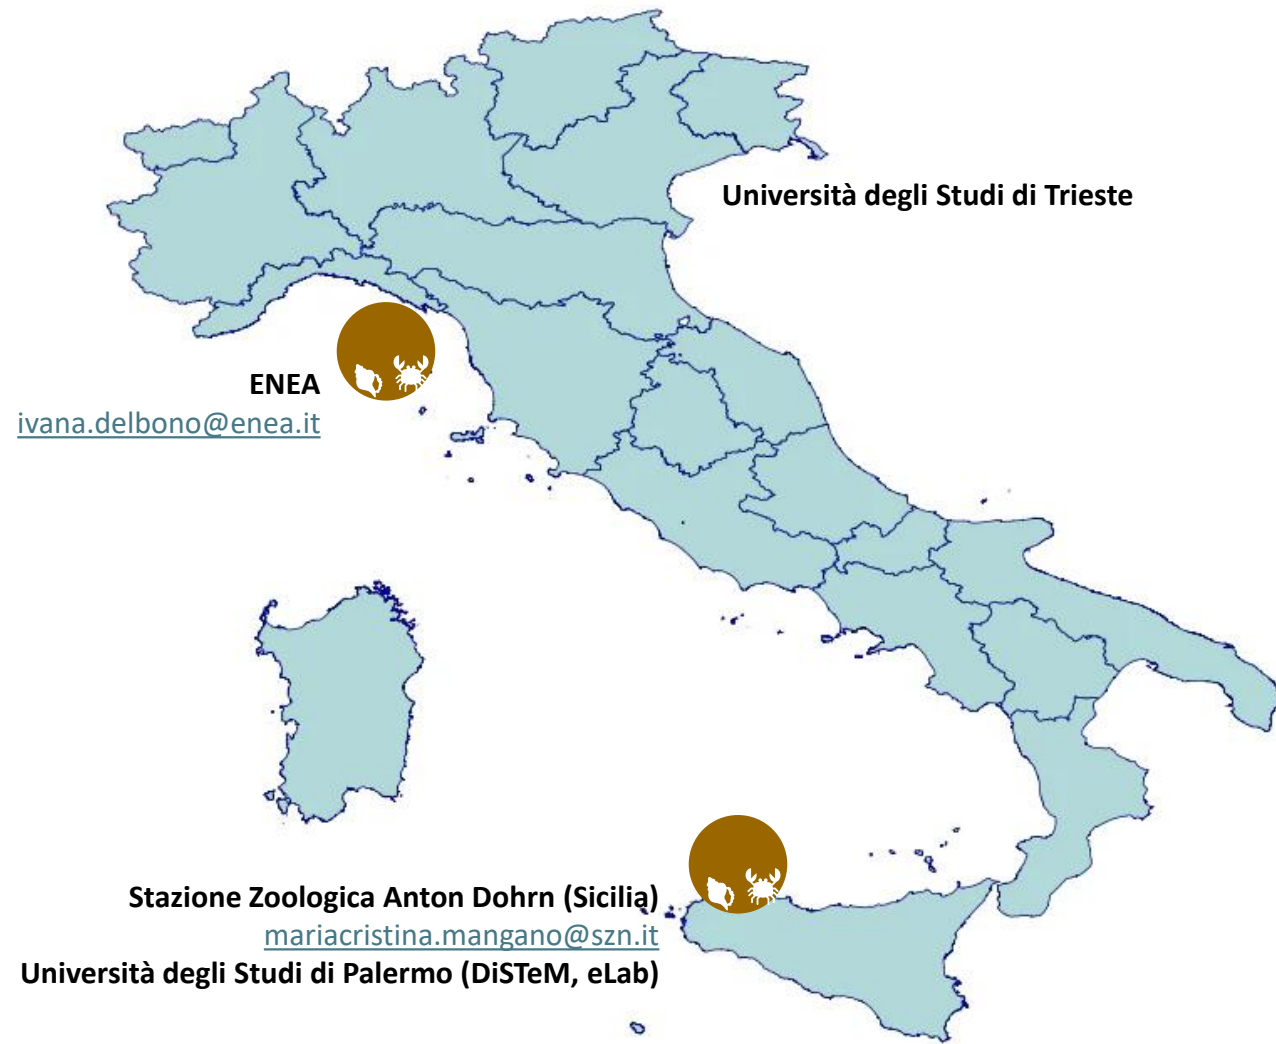 Università degli Studi di Trieste
ENEA
ivana.delbono@enea.it
Stazione Zoologica Anton Dohrn (Sicilia)
mariacristina.mangano@szn.it
Università degli Studi di Palermo (DiSTeM, eLab)